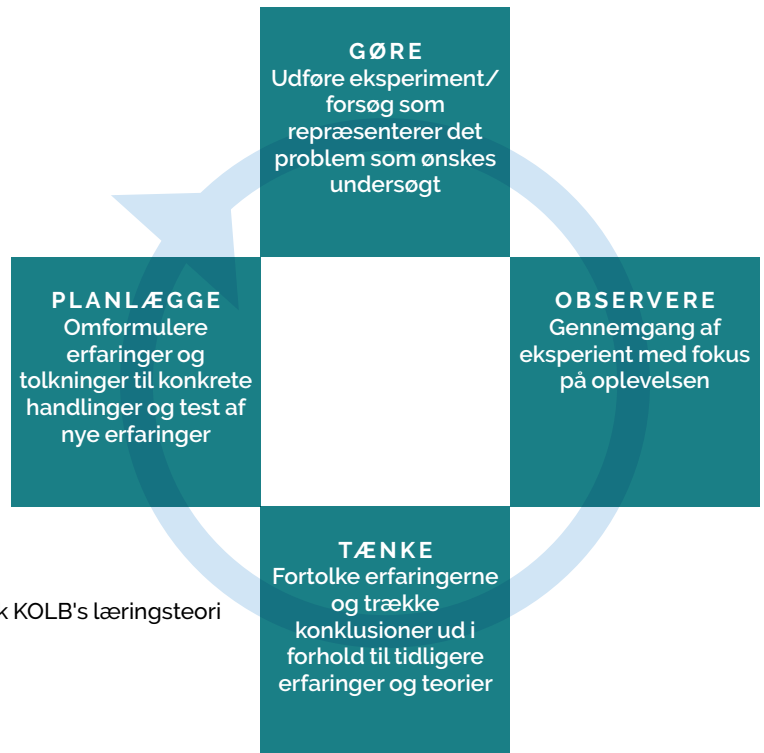 GØRE
Udføre eksperiment/
forsøg som
repræsenterer det
problem som ønskes
undersøgt
PLANLÆGGE
Omformulere
erfaringer og
tolkninger til konkrete
handlinger og test af
nye erfaringer
OBSERVERE
Gennemgang af
eksperient med fokus
på oplevelsen
TÆNKE
Fortolke erfaringerne
og trække
konklusioner ud i
forhold til tidligere
erfaringer og teorier
KOLB's læringsteori